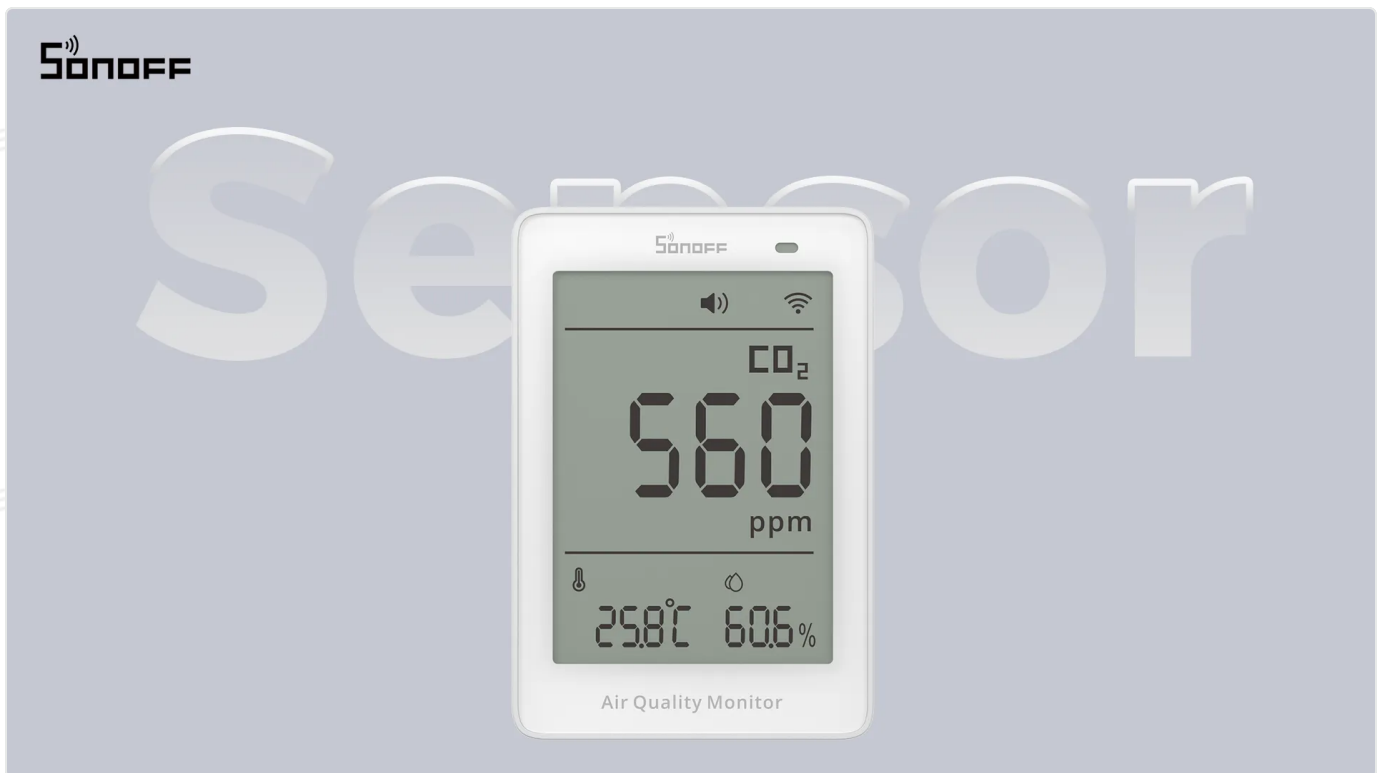 SONOFF
Sensor
SONOFF
CO₂
560
ppm
25.8°C 60.6%
Air Quality Monitor